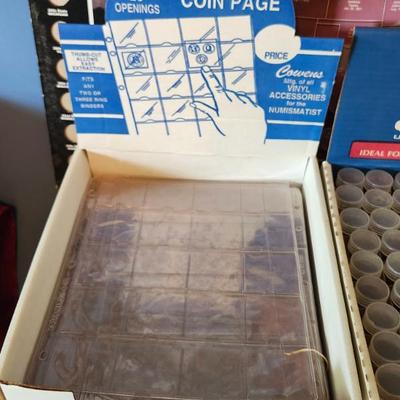 COIN PAGE
OPENINGS
THUMB-CUT
ALLOWS
EASY
EXTRACTION
FITS
ANY
TWO OR
THREE RING
BINDERS
PRICE
Cowens
Mfg. of all
VINYL
ACCESSORIES
for the
NUMISMATIST
IDEAL FO